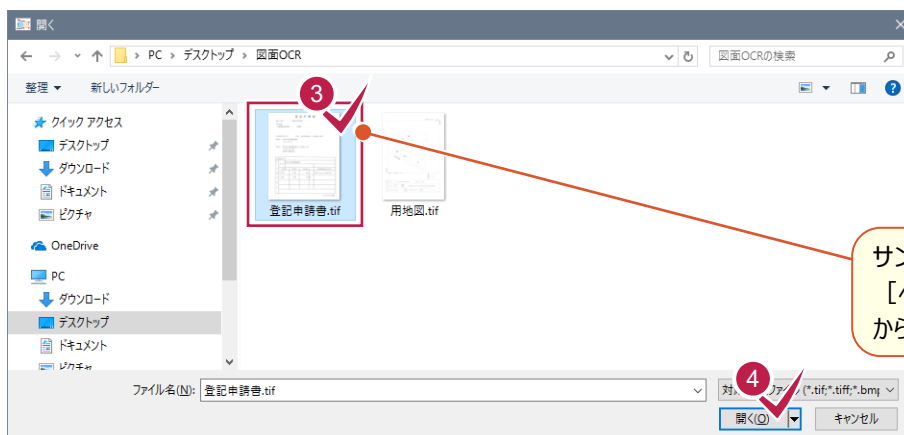 開く
PC › デスクトップ › 図面OCR
図面OCRの検索
整理
新しいフォルダー
3
クイック アクセス
デスクトップ
ダウンロード
ドキュメント
ピクチャ
OneDrive
PC
ダウンロード
デスクトップ
ドキュメント
ピクチャ
登記申請書.tif
用地図.tif
サン
［ペ
から
ファイル名(N):
登記申請書.tif
4
(*.tif;*.tiff;*.bmp
開く(O)
キャンセル